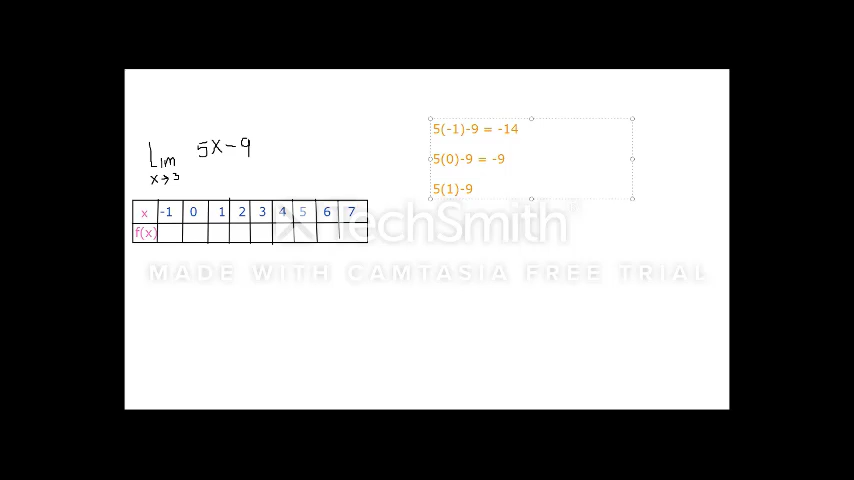 Lim 5x-9
x→3
x -1 0 1 2 3 4 5 6 7
f(x)
5(-1)-9 = -14
5(0)-9 = -9
5(1)-9
TechSmith
MADE WITH CAMTASIA FREE TRIAL